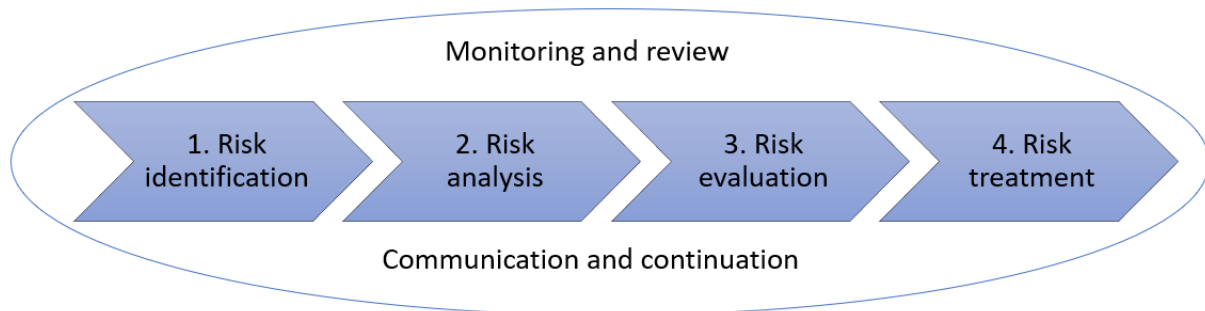 Monitoring and review
1. Risk
identification
2. Risk
analysis
3. Risk
evaluation
4. Risk
treatment
Communication and continuation